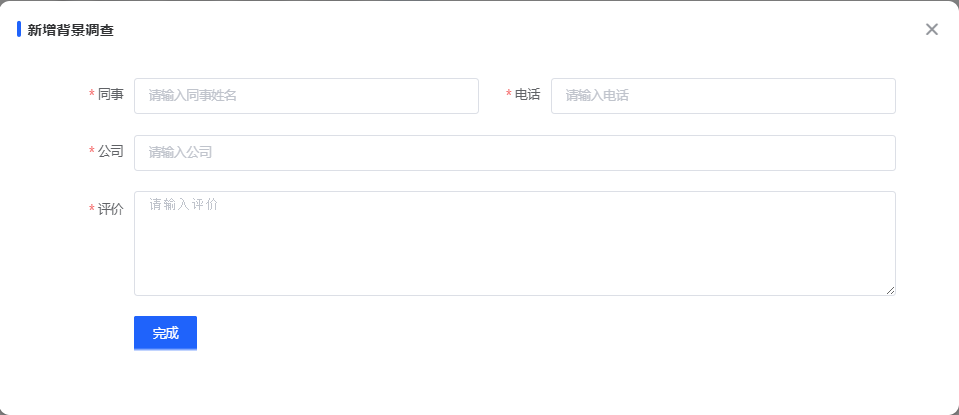 新增背景调查
* 同事 请输入同事姓名 * 电话 请输入电话
* 公司 请输入公司
* 评价 请输入评价
完成